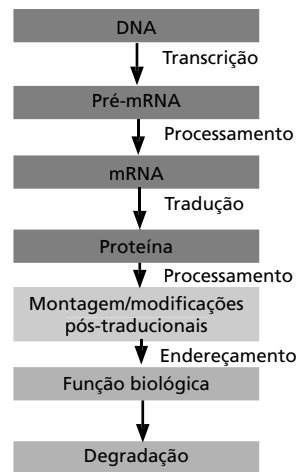 DNA
Transcrição
Pré-mRNA
Processamento
mRNA
Tradução
Proteína
Processamento
Montagem/modificações
pós-traducionais
Endereçamento
Função biológica
Degradação